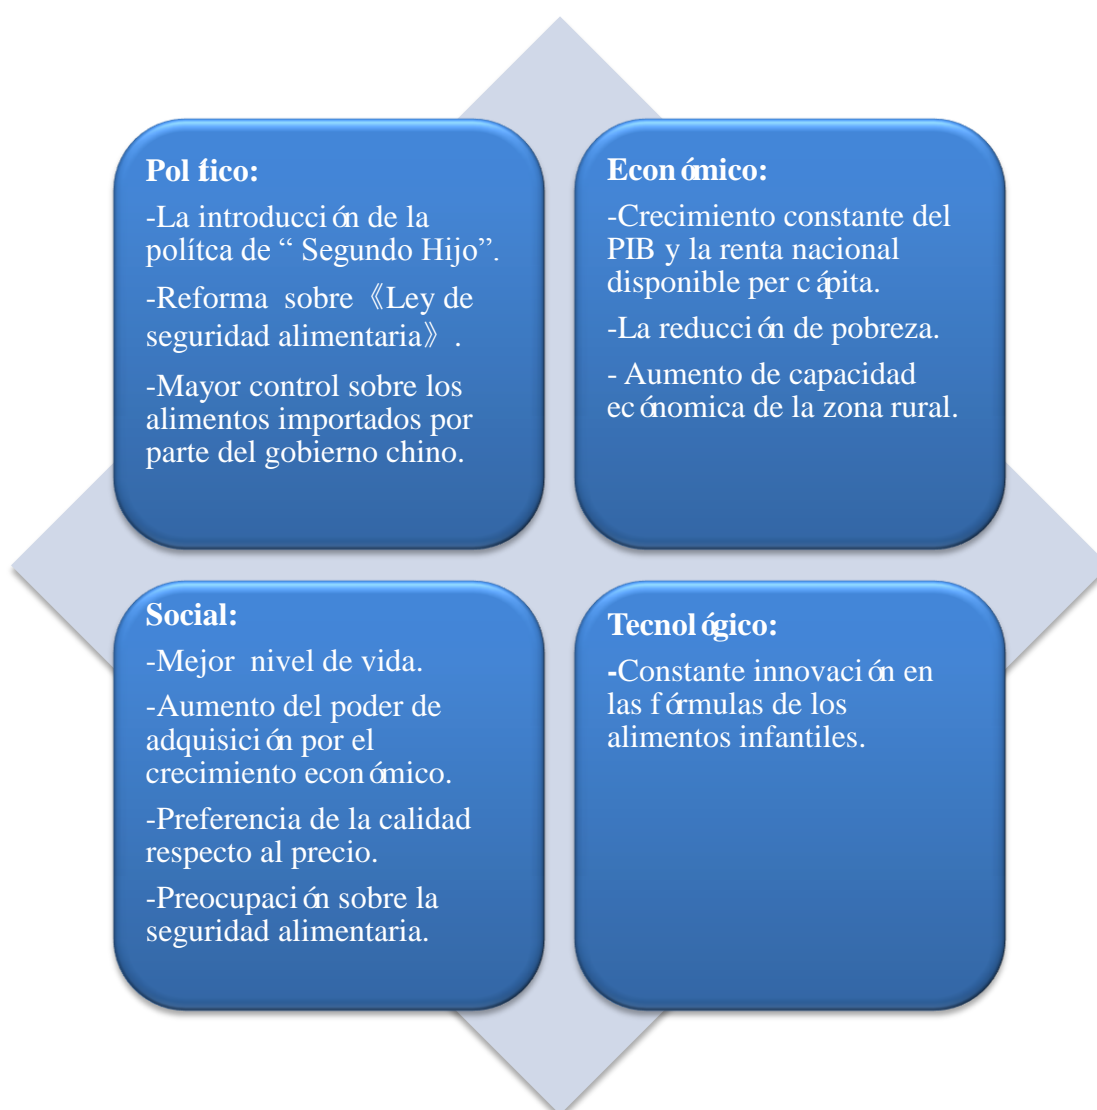 Político:
-La introducción de la
polítca de “ Segundo Hijo”.
-Reforma sobre《Ley de
seguridad alimentaria》.
-Mayor control sobre los
alimentos importados por
parte del gobierno chino.
Económico:
-Crecimiento constante del
PIB y la renta nacional
disponible per cápita.
-La reducción de pobreza.
- Aumento de capacidad
ecónomica de la zona rural.
Social:
-Mejor nivel de vida.
-Aumento del poder de
adquisición por el
crecimiento económico.
-Preferencia de la calidad
respecto al precio.
-Preocupación sobre la
seguridad alimentaria.
Tecnológico:
-Constante innovación en
las fórmulas de los
alimentos infantiles.